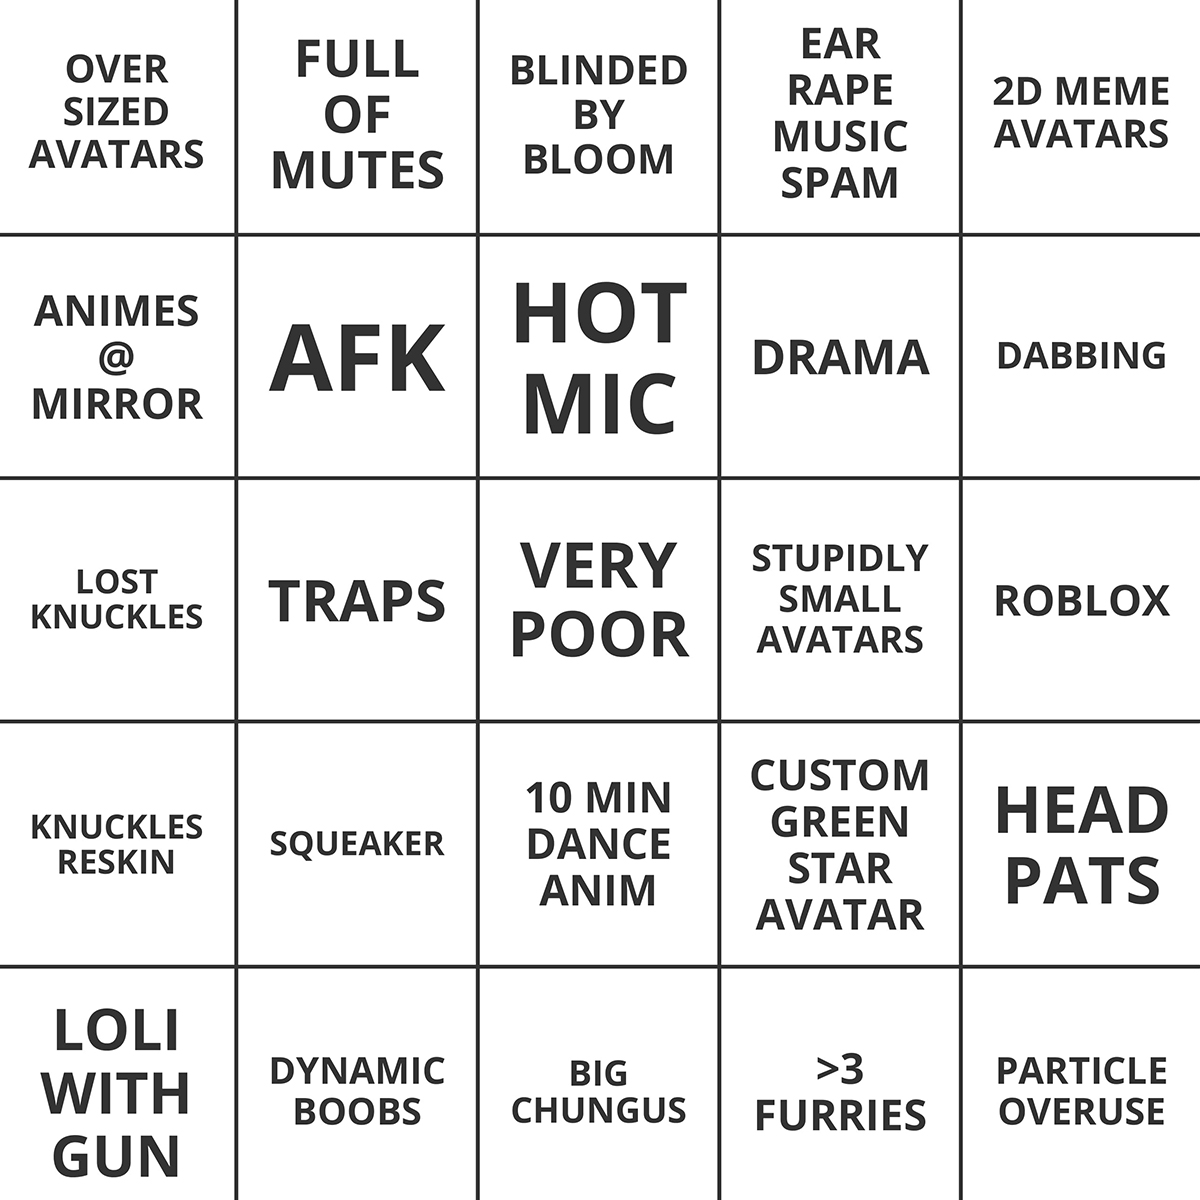 OVER
SIZED
AVATARS
FULL
OF
MUTES
BLINDED
BY
BLOOM
EAR
RAPE
MUSIC
SPAM
2D MEME
AVATARS
ANIMES
@
MIRROR
AFK
HOT
MIC
DRAMA
DABBING
LOST
KNUCKLES
TRAPS
VERY
POOR
STUPIDLY
SMALL
AVATARS
ROBLOX
KNUCKLES
RESKIN
SQUEAKER
10 MIN
DANCE
ANIM
CUSTOM
GREEN
STAR
AVATAR
HEAD
PATS
LOLI
WITH
GUN
DYNAMIC
BOOBS
BIG
CHUNGUS
>3
FURRIES
PARTICLE
OVERUSE